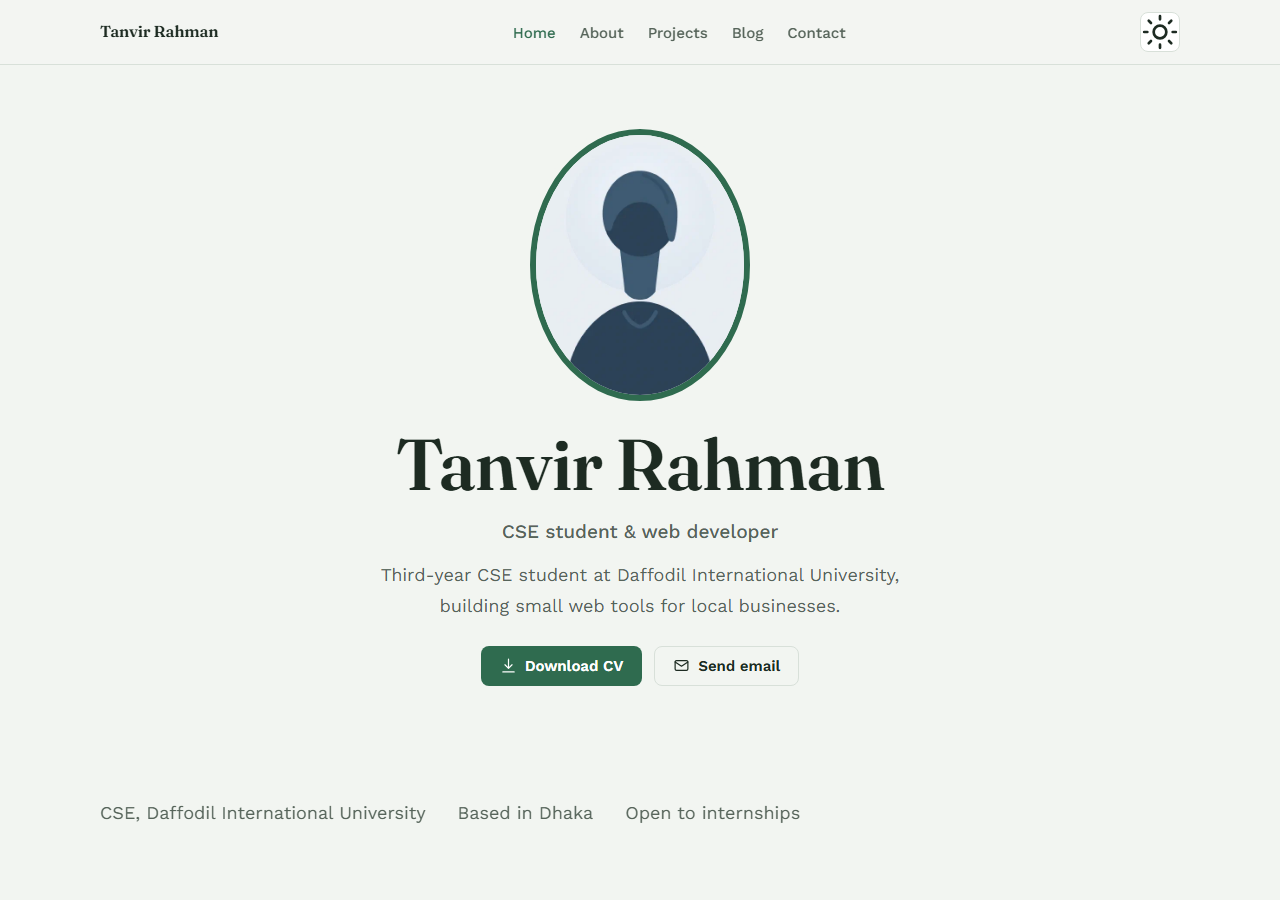 Tanvir Rahman
Home About Projects Blog Contact
Tanvir Rahman
CSE student & web developer
Third-year CSE student at Daffodil International University,
building small web tools for local businesses.
Download CV Send email
CSE, Daffodil International University Based in Dhaka Open to internships